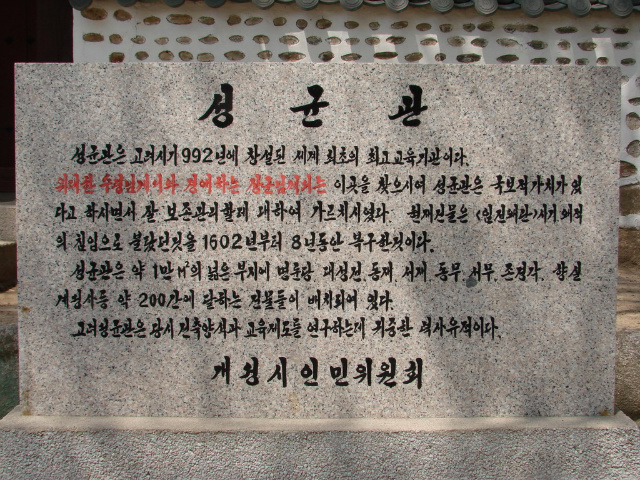 성균관
성균관은 고려시기 992년에 창설된 세계 최초의 최고교육기관이다.
위대한 수령님께서와 경애하는 장군님께서는 이곳을 찾으시여 성균관은 국보적가치가 있
다고 하시면서 잘 보존관리할데 대하여 가르치시였다. 원래건물은 《임진왜란》시기 왜적
의 침입으로 불탔던것을 1602년부터 8년동안 복구한것이다.
성균관은 약 1만㎡의 넓은 부지에 명륜당, 대성전, 동재, 서재, 동무, 서무, 존경각, 향실
계성사등 약 200간에 달하는 건물들이 배치되여 있다.
고려성균관은 당시 건축양식과 교육제도를 연구하는데 귀중한 력사유적이다.
개성시인민위원회